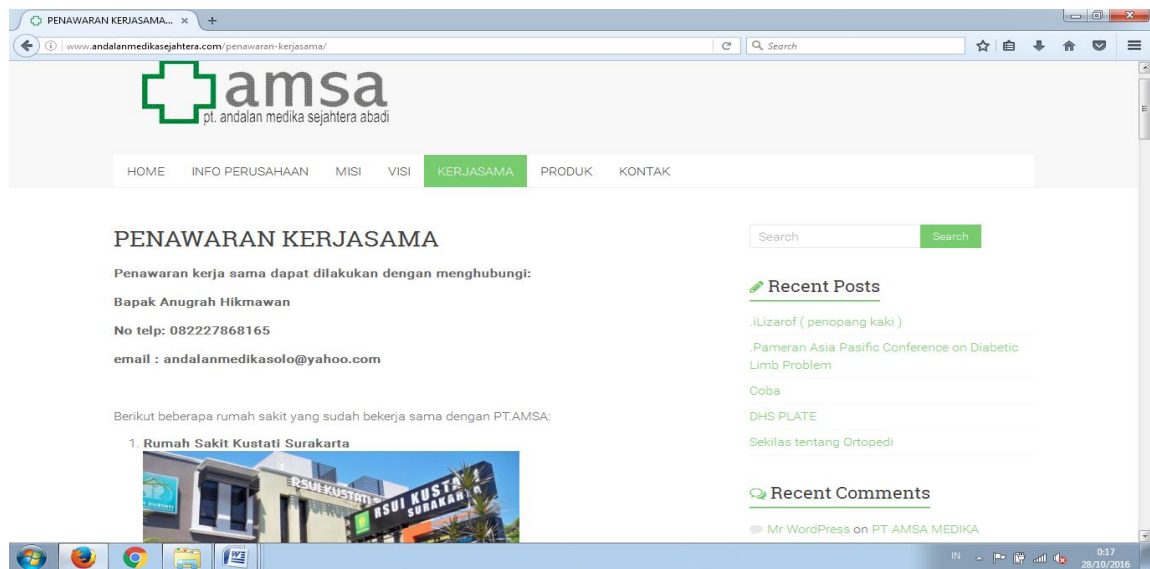 PENAWARAN KERJASAMA...
www.andalanmedikasejahtera.com/penawaran-kerjasama/
Search
amsa
pt. andalan medika sejahtera abadi
HOME INFO PERUSAHAAN MISI VISI KERJASAMA PRODUK KONTAK
PENAWARAN KERJASAMA
Penawaran kerja sama dapat dilakukan dengan menghubungi:
Bapak Anugrah Hikmawan
No telp: 082227868165
email : andalanmedikasolo@yahoo.com
Berikut beberapa rumah sakit yang sudah bekerja sama dengan PT.AMSA:
1. Rumah Sakit Kustati Surakarta
RSUI KUSTATI
RSUI KUSTA
SURAKARTA
Search Search
Recent Posts
.iLizarof ( penopang kaki )
.Pameran Asia Pasific Conference on Diabetic
Limb Problem
Coba
DHS PLATE
Sekilas tentang Ortopedi
Recent Comments
Mr WordPress on PT AMSA MEDIKA
IN
0:17
28/10/2016